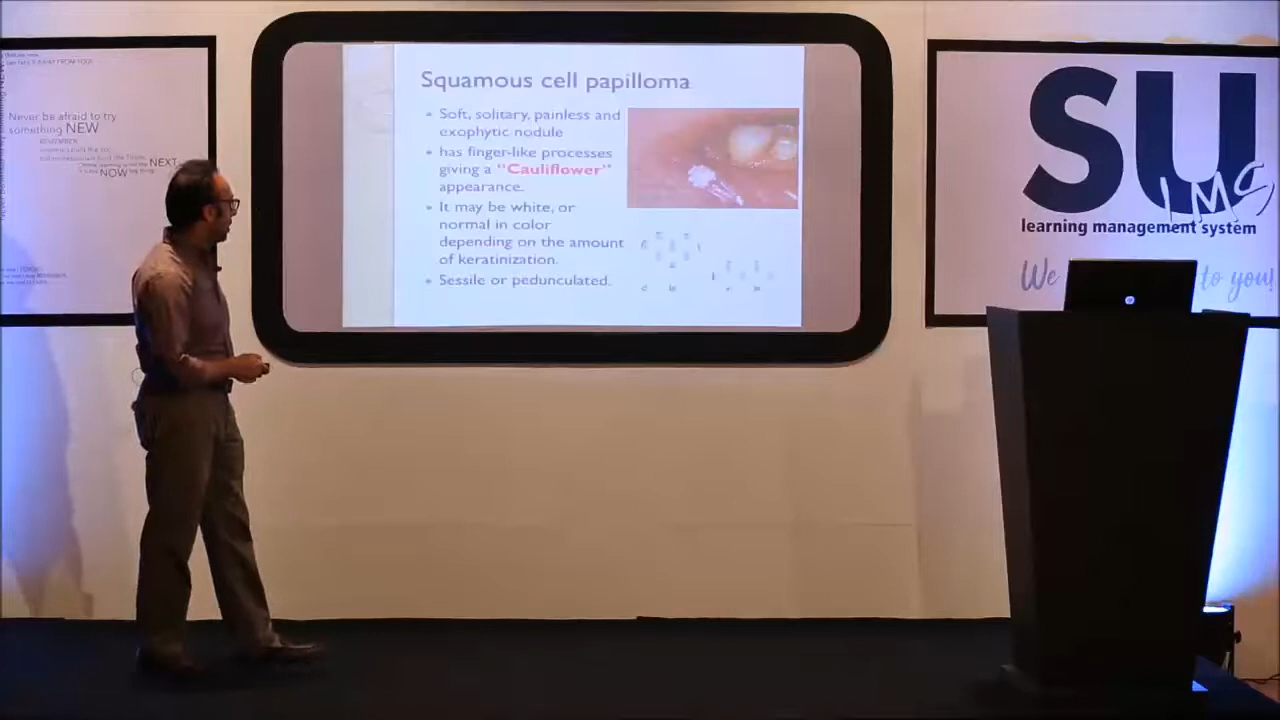 Never be afraid to try
something NEW
REMEMBER
NEXT
NOW
Squamous cell papilloma
• Soft, solitary, painless and
exophytic nodule
• has finger-like processes
giving a "Cauliflower"
appearance.
• It may be white, or
normal in color
depending on the amount
of keratinization.
• Sessile or pedunculated.
SU
LMS
learning management system
We
to you!